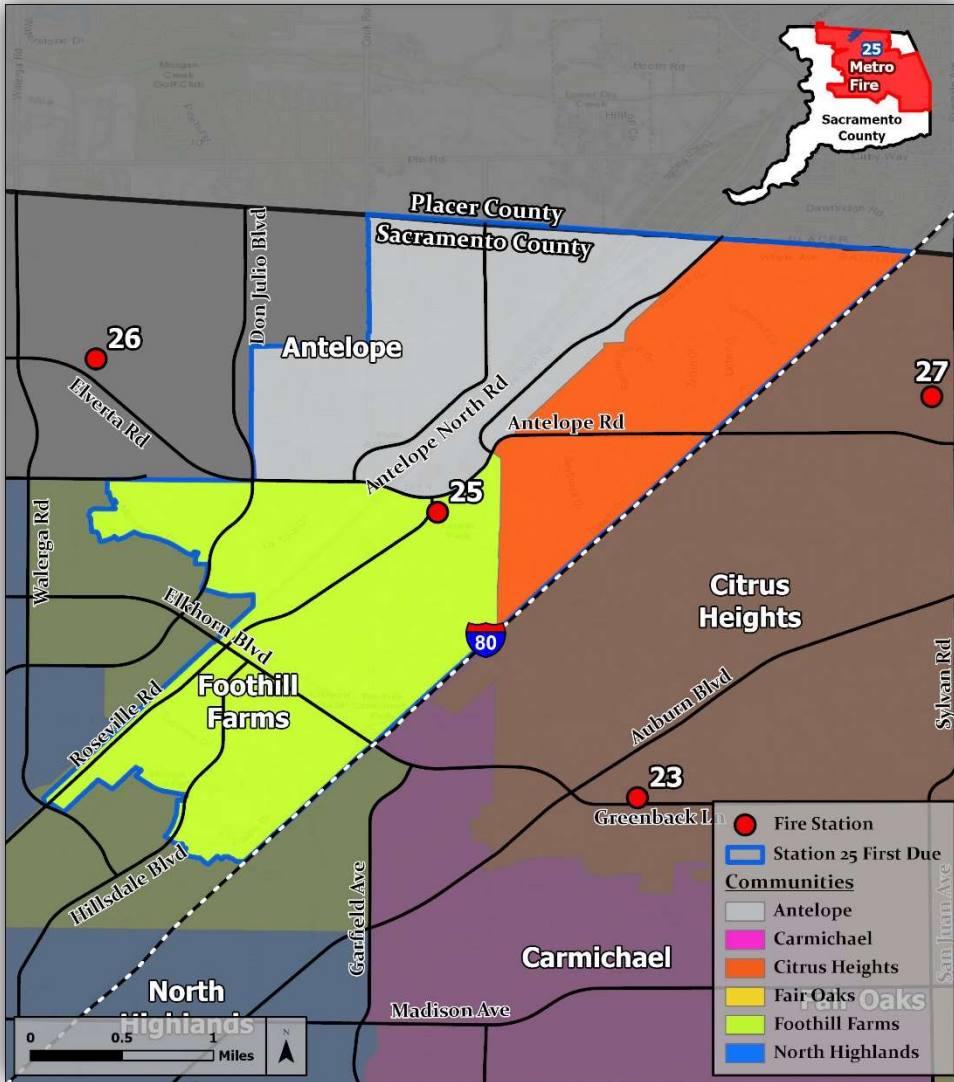 25
Metro
Fire
Sacramento
County
Placer County
Sacramento County
Don Julio Blvd
26
Antelope
27
Elverta Rd
Antelope North Rd
Antelope Rd
25
Walerga Rd
Citrus
Heights
Elkhorn Blvd
80
Foothill
Farms
Roseville Rd
Auburn Blvd
Sylvan Rd
23
Greenback Ln
Hillsdale Blvd
Garfield Ave
Carmichael
San Juan Ave
North
Highlands
Madison Ave
Fair Oaks
Fire Station
Station 25 First Due
Communities
Antelope
Carmichael
Citrus Heights
Fair Oaks
Foothill Farms
North Highlands
0 0.5 1
Miles
N